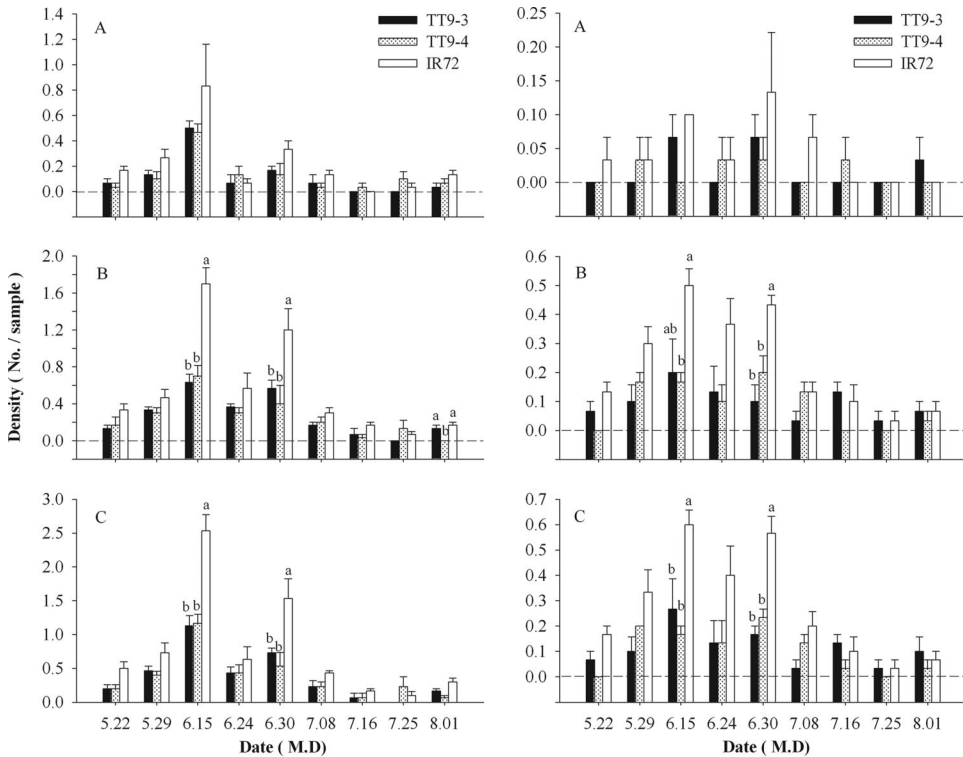 A
TT9-3
TT9-4
IR72
1.4
1.2
1.0
0.8
0.6
0.4
0.2
0.0
A
TT9-3
TT9-4
IR72
0.25
0.20
0.15
0.10
0.05
0.00
Density ( No. / sample )
B
2.0
1.6
1.2
0.8
0.4
0.0
b b a
b b a
a b a
B
0.6
0.5
0.4
0.3
0.2
0.1
0.0
ab b a
b b a
C
3.0
2.5
2.0
1.5
1.0
0.5
0.0
b b a
b b a
5.22 5.29 6.15 6.24 6.30 7.08 7.16 7.25 8.01
Date ( M.D )
C
0.7
0.6
0.5
0.4
0.3
0.2
0.1
0.0
b b a
b b a
5.22 5.29 6.15 6.24 6.30 7.08 7.16 7.25 8.01
Date ( M.D )